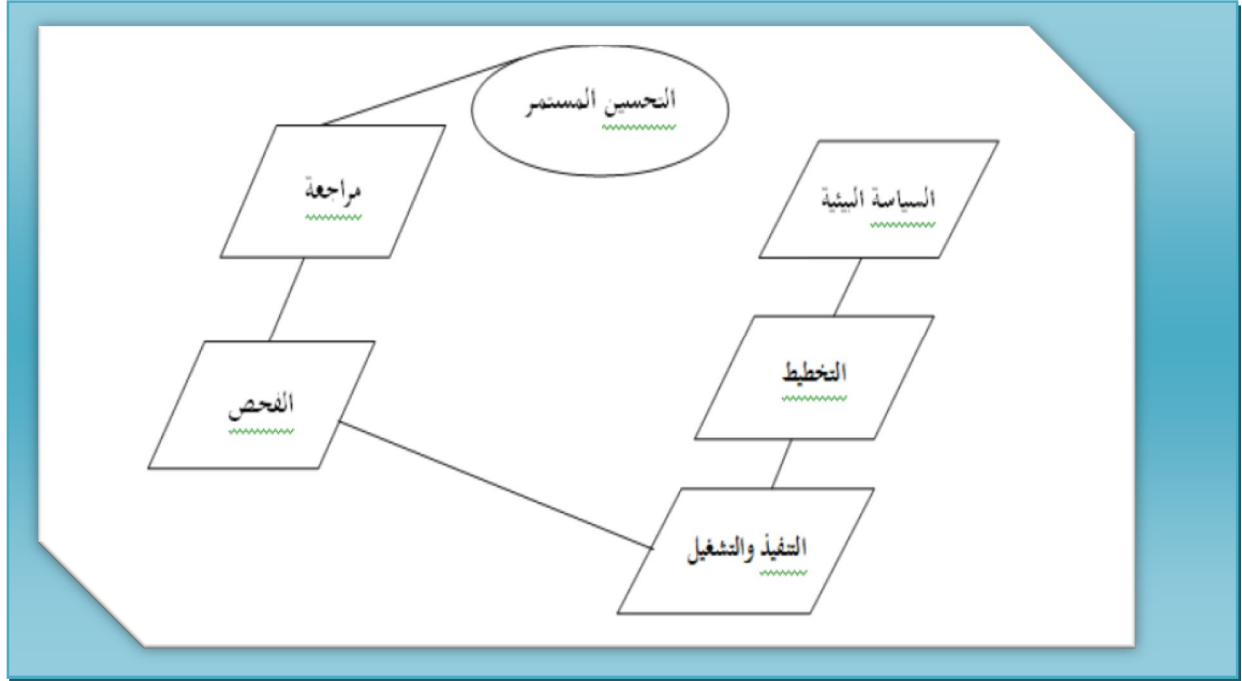 التحسين المستمر
السياسة البيئية
مراجعة
التخطيط
الفحص
التنفيذ والتشغيل